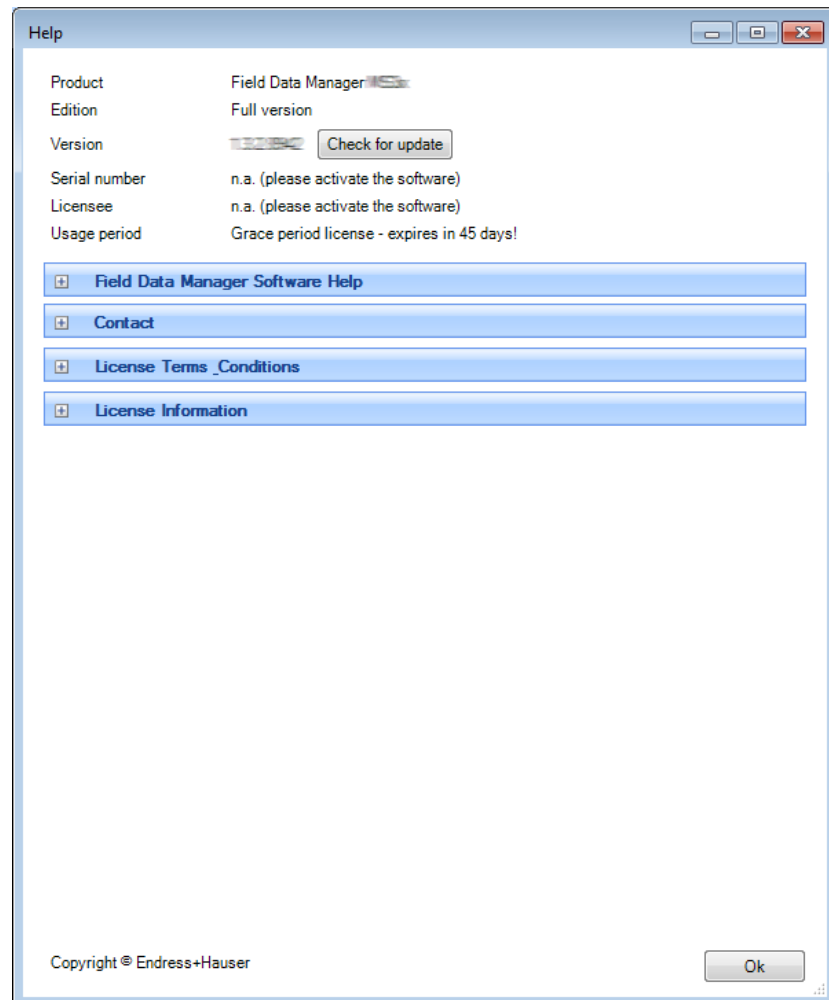 Help
Product Field Data Manager
Edition Full version
Version Check for update
Serial number n.a. (please activate the software)
Licensee n.a. (please activate the software)
Usage period Grace period license - expires in 45 days!
Field Data Manager Software Help
Contact
License Terms _Conditions
License Information
Copyright © Endress+Hauser
Ok